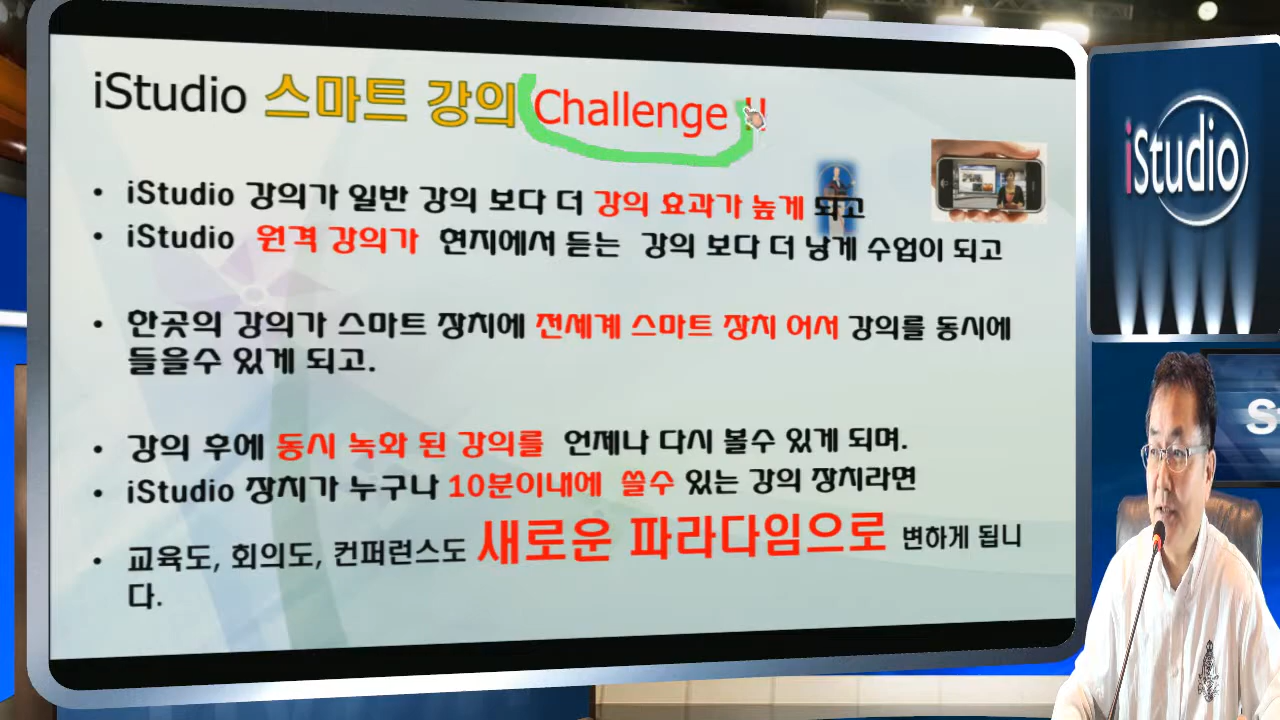 iStudio 스마트 강의 Challenge !!
• iStudio 강의가 일반 강의 보다 더 강의 효과가 높게 되고
• iStudio 원격 강의가 현지에서 듣는 강의 보다 더 낳게 수업이 되고
• 한곳의 강의가 스마트 장치에 전세계 스마트 장치 어서 강의를 동시에
들을수 있게 되고.
• 강의 후에 동시 녹화 된 강의를 언제나 다시 볼수 있게 되며.
• iStudio 장치가 누구나 10분이내에 쓸수 있는 강의 장치라면
• 교육도, 회의도, 컨퍼런스도 새로운 파라다임으로 변하게 됩니
다.
iStudio
S